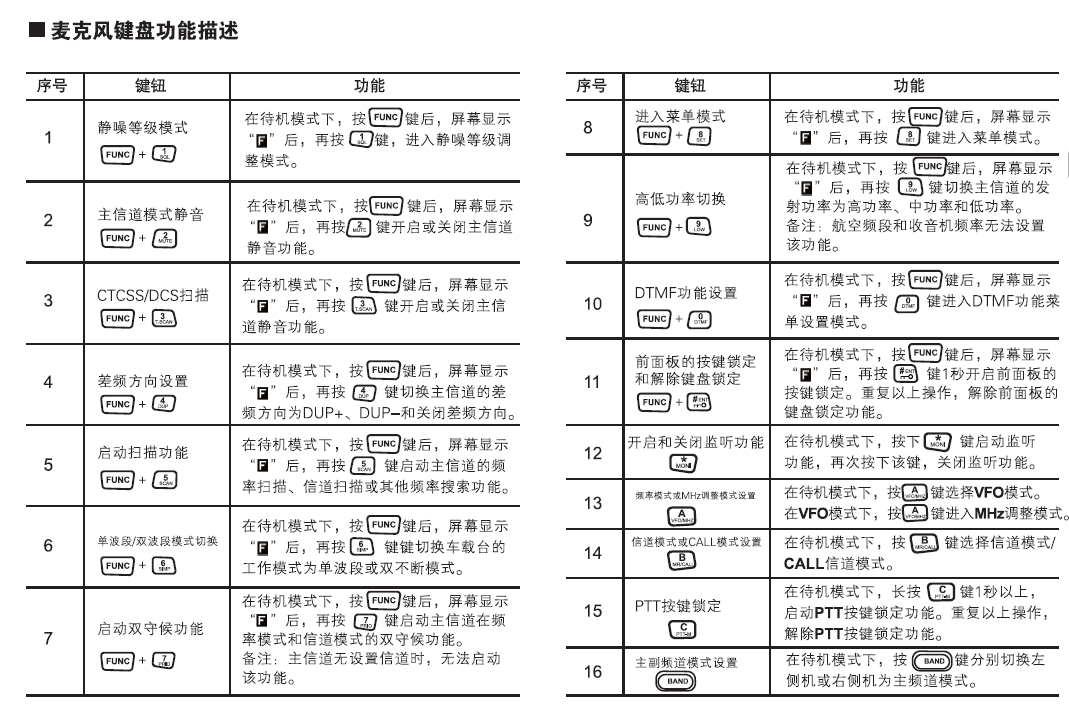 ■ 麦克风键盘功能描述
序号 键钮 功能
1 静噪等级模式
FUNC + 1 SQL
在待机模式下，按 FUNC 键后，屏幕显示
“F”后，再按 1 SQL 键，进入静噪等级调
整模式。
2 主信道模式静音
FUNC + 2 MUTE
在待机模式下，按 FUNC 键后，屏幕显示
“F”后，再按 2 MUTE 键开启或关闭主信道
静音功能。
3 CTCSS/DCS扫描
FUNC + 3 T.SCAN
在待机模式下，按 FUNC 键后，屏幕显示
“F”后，再按 3 T.SCAN 键开启或关闭主信
道静音功能。
4 差频方向设置
FUNC + 4 DUP
在待机模式下，按 FUNC 键后，屏幕显示
“F”后，再按 4 DUP 键切换主信道的差
频方向为DUP+、DUP–和关闭差频方向。
5 启动扫描功能
FUNC + 5 SCAN
在待机模式下，按 FUNC 键后，屏幕显示
“F”后，再按 5 SCAN 键启动主信道的频
率扫描、信道扫描或其他频率搜索功能。
6 单波段/双波段模式切换
FUNC + 6 SIMP
在待机模式下，按 FUNC 键后，屏幕显示
“F”后，再按 6 SIMP 键键切换车载台的
工作模式为单波段或双不断模式。
7 启动双守候功能
FUNC + 7 PRIO
在待机模式下，按 FUNC 键后，屏幕显示
“F”后，再按 7 PRIO 键启动主信道在频
率模式和信道模式的双守候功能。
备注：主信道无设置信道时，无法启动
该功能。
序号 键钮 功能
8 进入菜单模式
FUNC + 8 SET
在待机模式下，按 FUNC 键后，屏幕显示
“F”后，再按 8 SET 键进入菜单模式。
9 高低功率切换
FUNC + 9 LOW
在待机模式下，按 FUNC 键后，屏幕显示
“F”后，再按 9 LOW 键切换主信道的发
射功率为高功率、中功率和低功率。
备注：航空频段和收音机频率无法设置
该功能。
10 DTMF功能设置
FUNC + 0 DTMF
在待机模式下，按 FUNC 键后，屏幕显示
“F”后，再按 0 DTMF 键进入DTMF功能菜
单设置模式。
11 前面板的按键锁定
和解除键盘锁定
FUNC + #ENT
在待机模式下，按 FUNC 键后，屏幕显示
“F”后，再按 #ENT 键1秒开启前面板的
按键锁定。重复以上操作，解除前面板的
键盘锁定功能。
12 开启和关闭监听功能
* MONI
在待机模式下，按下 * MONI 键启动监听
功能，再次按下该键，关闭监听功能。
13 频率模式或MHz调整模式设置
A VFO/MHZ
在待机模式下，按 A VFO/MHZ 键选择VFO模式。
在VFO模式下，按 A VFO/MHZ 键进入MHz调整模式。
14 信道模式或CALL模式设置
B MR/CALL
在待机模式下，按 B MR/CALL 键选择信道模式/
CALL信道模式。
15 PTT按键锁定
C PTT-M
在待机模式下，长按 C PTT-M 键1秒以上，
启动PTT按键锁定功能。重复以上操作，
解除PTT按键锁定功能。
16 主副频道模式设置
BAND
在待机模式下，按 BAND 键分别切换左
侧机或右侧机为主频道模式。